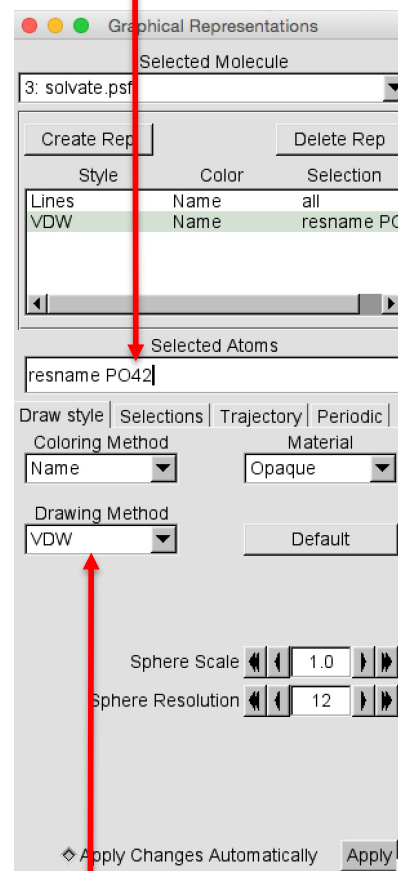 Graphical Representations
Selected Molecule
3: solvate.psf
Create Rep Delete Rep
Style Color Selection
Lines Name all
VDW Name resname PO
Selected Atoms
resname PO42
Draw style Selections Trajectory Periodic
Coloring Method Material
Name Opaque
Drawing Method
VDW Default
Sphere Scale 1.0
Sphere Resolution 12
Apply Changes Automatically Apply